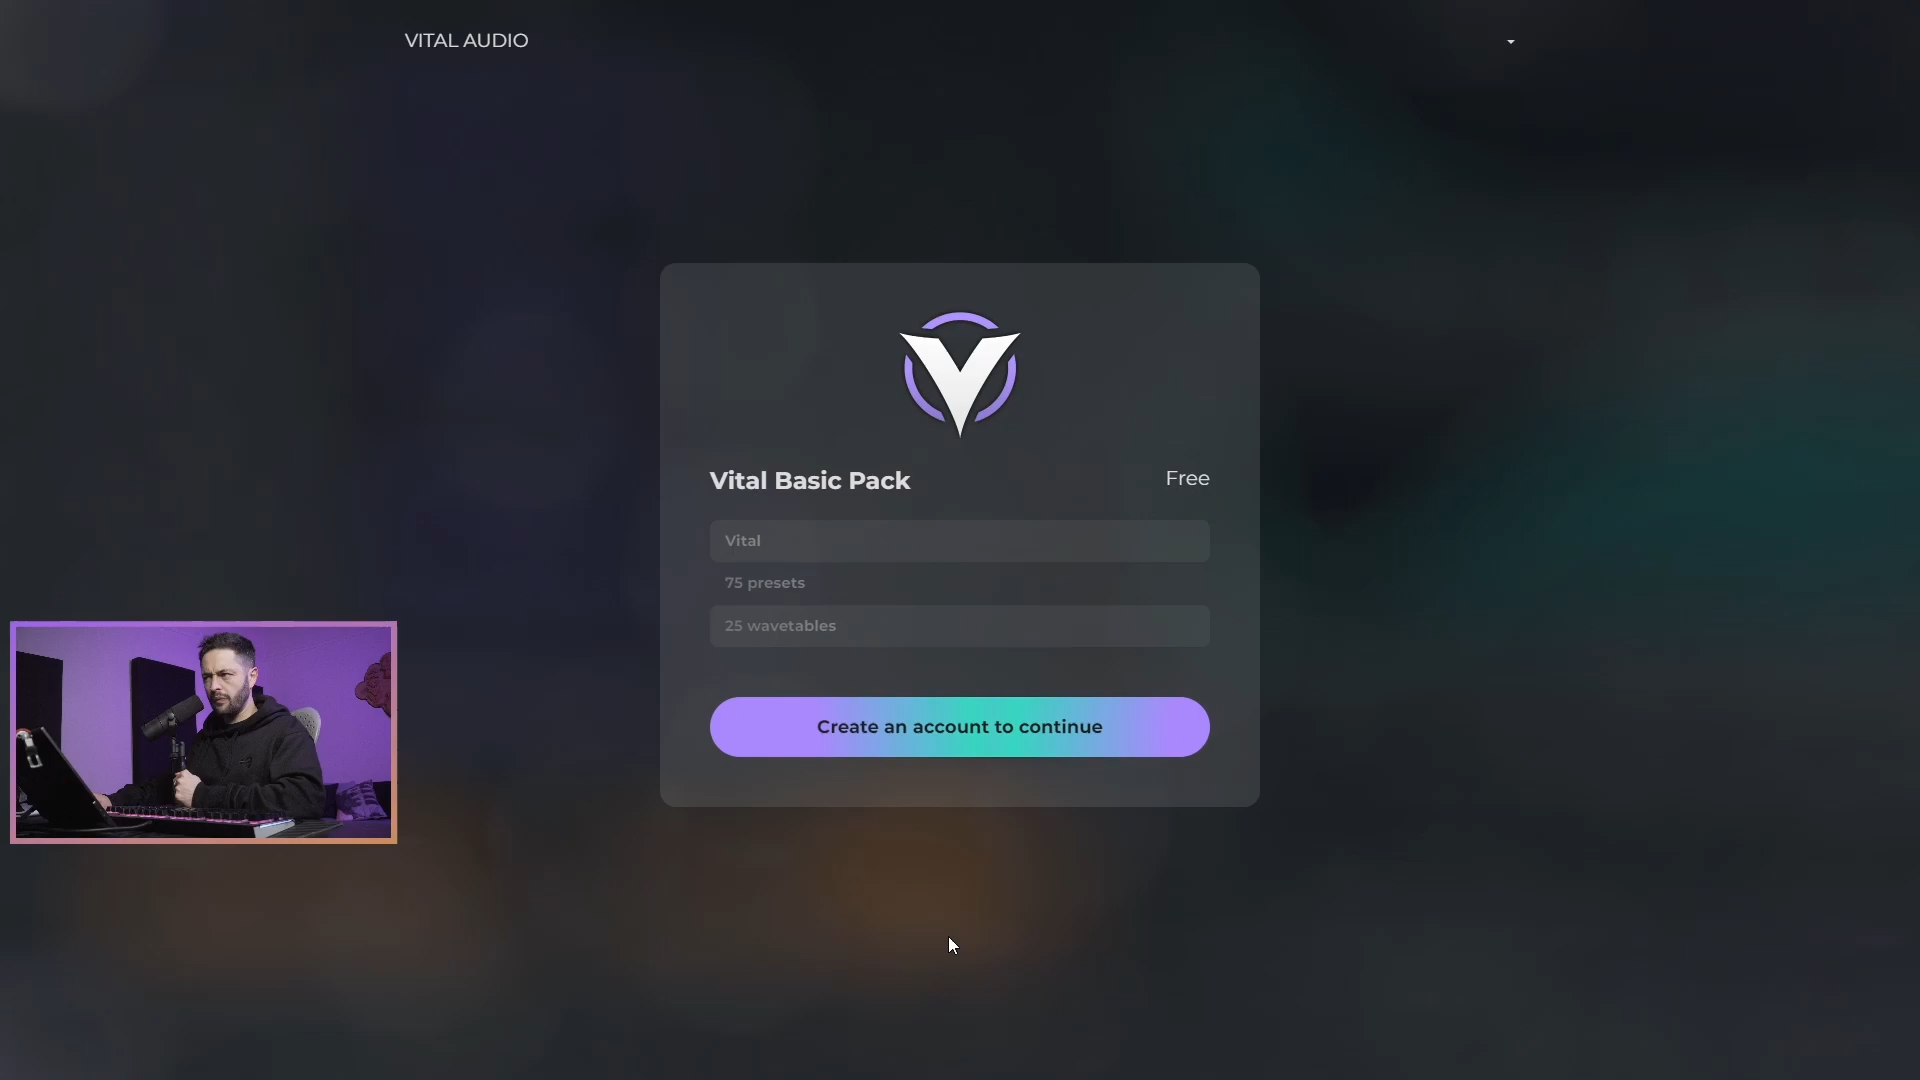 VITAL AUDIO
Vital Basic Pack
Free
Vital
75 presets
25 wavetables
Create an account to continue